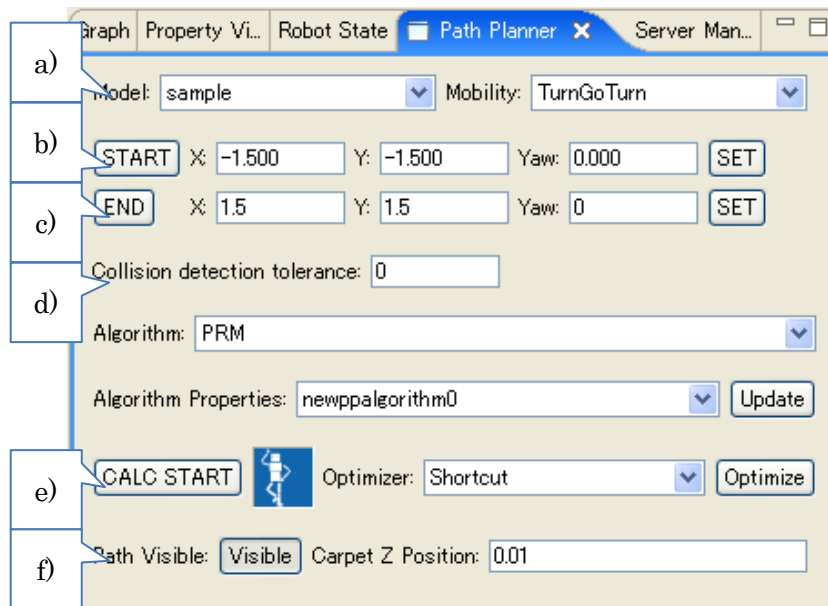 Graph Property Vi... Robot State Path Planner Server Man...
a) Model: sample Mobility: TurnGoTurn
b) START X: -1.500 Y: -1.500 Yaw: 0.000 SET
c) END X: 1.5 Y: 1.5 Yaw: 0 SET
d) Collision detection tolerance: 0
Algorithm: PRM
Algorithm Properties: newppalgorithm0 Update
e) CALC START Optimizer: Shortcut Optimize
f) Path Visible: Visible Carpet Z Position: 0.01